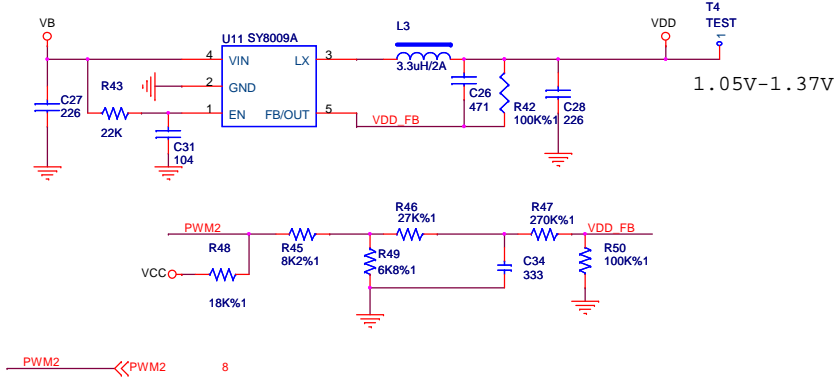 VB
U11 SY8009A
L3
VDD
T4
TEST
1
4
VIN
LX
3
3.3uH/2A
1.05V-1.37V
R43
2
GND
C27
226
C26
471
R42
100K%1
C28
226
1
EN
FB/OUT
5
VDD_FB
22K
C31
104
R46
27K%1
R47
270K%1
PWM2
VDD_FB
R48
R45
8K2%1
R49
6K8%1
C34
333
R50
100K%1
VCC
18K%1
PWM2
PWM2
8